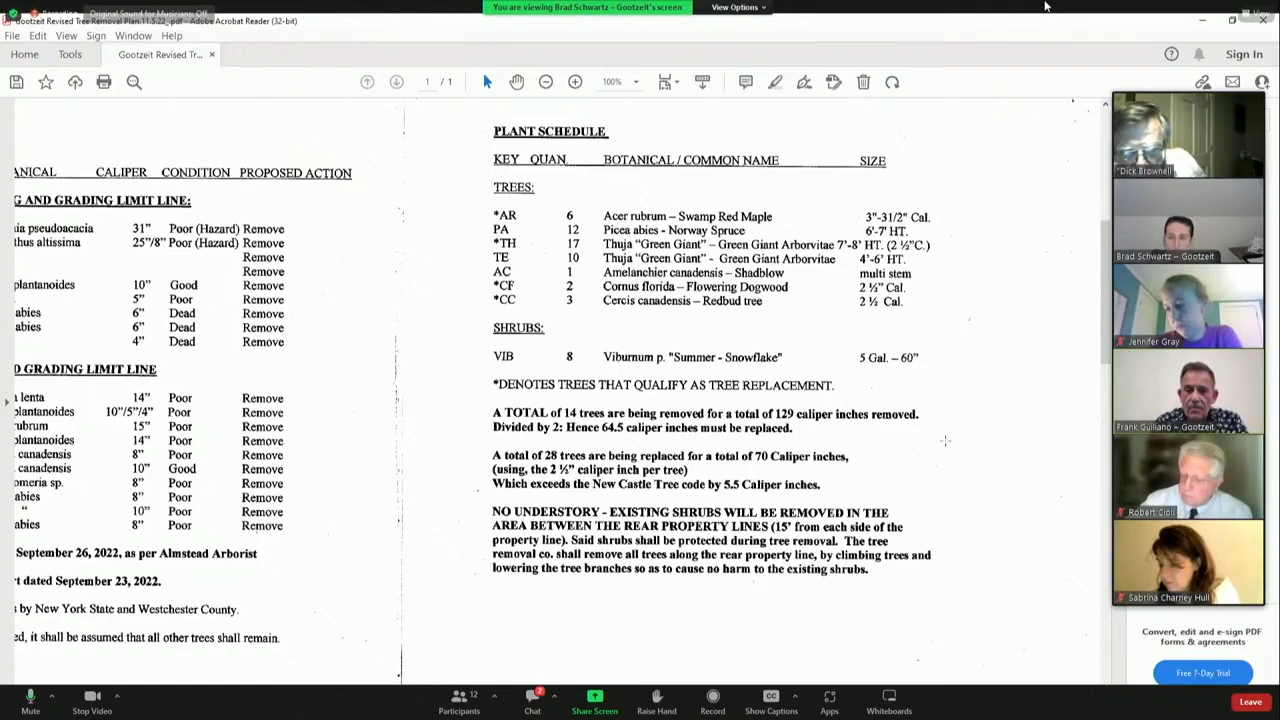 Recording
Original Sound for Musicians: Off
You are viewing Brad Schwartz – Gootzeit's screen
View Options
View
Gootzeit Revised Tree Removal Plan.11.5.22_.pdf - Adobe Acrobat Reader (32-bit)
File Edit View Sign Window Help
Home Tools Gootzeit Revised Tr... × Sign In
1 / 1 100%
ANICAL CALIPER CONDITION PROPOSED ACTION
G AND GRADING LIMIT LINE:
ia pseudoacacia 31” Poor (Hazard) Remove
thus altissima 25”/8” Poor (Hazard) Remove
Remove
Remove
plantanoides 10” Good Remove
5” Poor Remove
abies 6” Dead Remove
abies 6” Dead Remove
4” Dead Remove
D GRADING LIMIT LINE
a lenta 14” Poor Remove
plantanoides 10”/5”/4” Poor Remove
rubrum 15” Poor Remove
plantanoides 14” Poor Remove
canadensis 8” Poor Remove
canadensis 10” Good Remove
omeria sp. 8” Poor Remove
abies 8” Poor Remove
“ 10” Poor Remove
abies 8” Poor Remove
September 26, 2022, as per Almstead Arborist
rt dated September 23, 2022.
s by New York State and Westchester County.
ed, it shall be assumed that all other trees shall remain.
PLANT SCHEDULE
KEY QUAN. BOTANICAL / COMMON NAME SIZE
TREES:
*AR 6 Acer rubrum – Swamp Red Maple 3"-31/2" Cal.
PA 12 Picea abies - Norway Spruce 6'-7' HT.
*TH 17 Thuja “Green Giant” – Green Giant Arborvitae 7'-8' HT. (2 ½”C.)
TE 10 Thuja “Green Giant" - Green Giant Arborvitae 4'-6' HT.
AC 1 Amelanchier canadensis – Shadblow multi stem
*CF 2 Cornus florida – Flowering Dogwood 2 ½” Cal.
*CC 3 Cercis canadensis – Redbud tree 2 ½ Cal.
SHRUBS:
VIB 8 Viburnum p. "Summer - Snowflake" 5 Gal. – 60”
*DENOTES TREES THAT QUALIFY AS TREE REPLACEMENT.
A TOTAL of 14 trees are being removed for a total of 129 caliper inches removed.
Divided by 2: Hence 64.5 caliper inches must be replaced.
A total of 28 trees are being replaced for a total of 70 Caliper inches,
(using, the 2 ½” caliper inch per tree)
Which exceeds the New Castle Tree code by 5.5 Caliper inches.
NO UNDERSTORY - EXISTING SHRUBS WILL BE REMOVED IN THE
AREA BETWEEN THE REAR PROPERTY LINES (15’ from each side of the
property line). Said shrubs shall be protected during tree removal. The tree
removal co. shall remove all trees along the rear property line, by climbing trees and
lowering the tree branches so as to cause no harm to the existing shrubs.
"Dick Brownell
Brad Schwartz – Gootzeit
Jennifer Gray
Frank Guiliano – Gootzeit
Robert Cioli
Sabrina Charney Hull
Convert, edit and e-sign PDF
forms & agreements
Free 7-Day Trial
Mute Stop Video Participants 12 Chat 2 Share Screen Raise Hand Record Show Captions Apps Whiteboards Leave